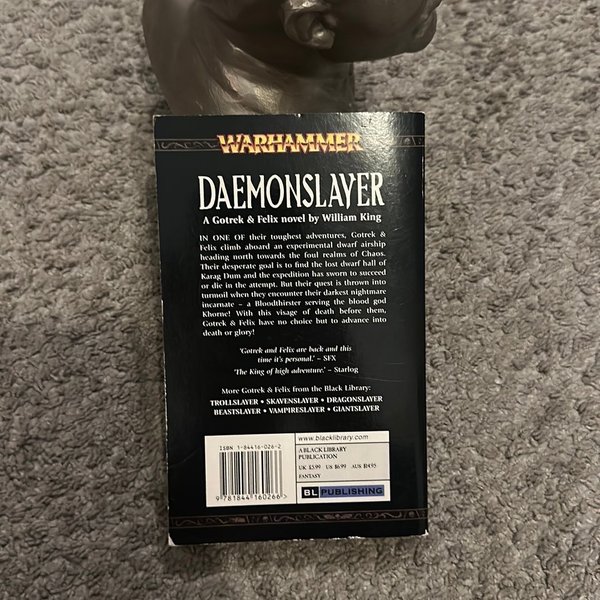 WARHAMMER
DAEMONSLAYER
A Gotrek & Felix novel by William King
IN ONE OF their toughest adventures, Gotrek &
Felix climb aboard an experimental dwarf airship
heading north towards the foul realms of Chaos.
Their desperate goal is to find the lost dwarf hall of
Karag Dum and the expedition has sworn to succeed
or die in the attempt. But their quest is thrown into
turmoil when they encounter their darkest nightmare
incarnate – a Bloodthirster serving the blood god
Khorne! With this visage of death before them,
Gotrek & Felix have no choice but to advance into
death or glory!
'Gotrek and Felix are back and this
time it's personal.' – SFX
'The King of high adventure.' – Starlog
More Gotrek & Felix from the Black Library:
TROLLSLAYER • SKAVENSLAYER • DRAGONSLAYER
BEASTSLAYER • VAMPIRESLAYER • GIANTSLAYER
ISBN 1-84416-026-2
9 781844 160266 >
www.blacklibrary.com
A BLACK LIBRARY
PUBLICATION
UK £5.99 US $6.99 AUS $14.95
FANTASY
BL PUBLISHING